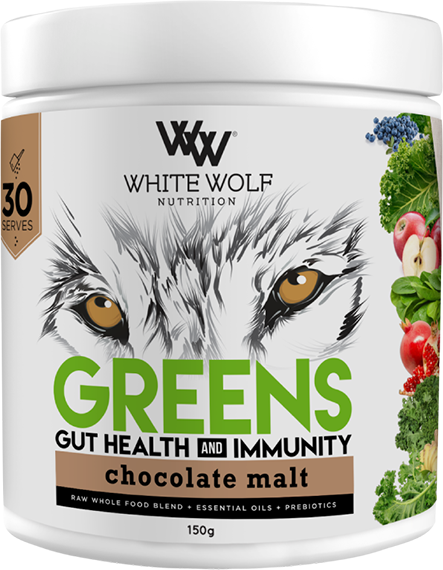 WW®
WHITE WOLF
NUTRITION
30
SERVES
GREENS
GUT HEALTH AND IMMUNITY
chocolate malt
RAW WHOLE FOOD BLEND + ESSENTIAL OILS + PREBIOTICS
150g